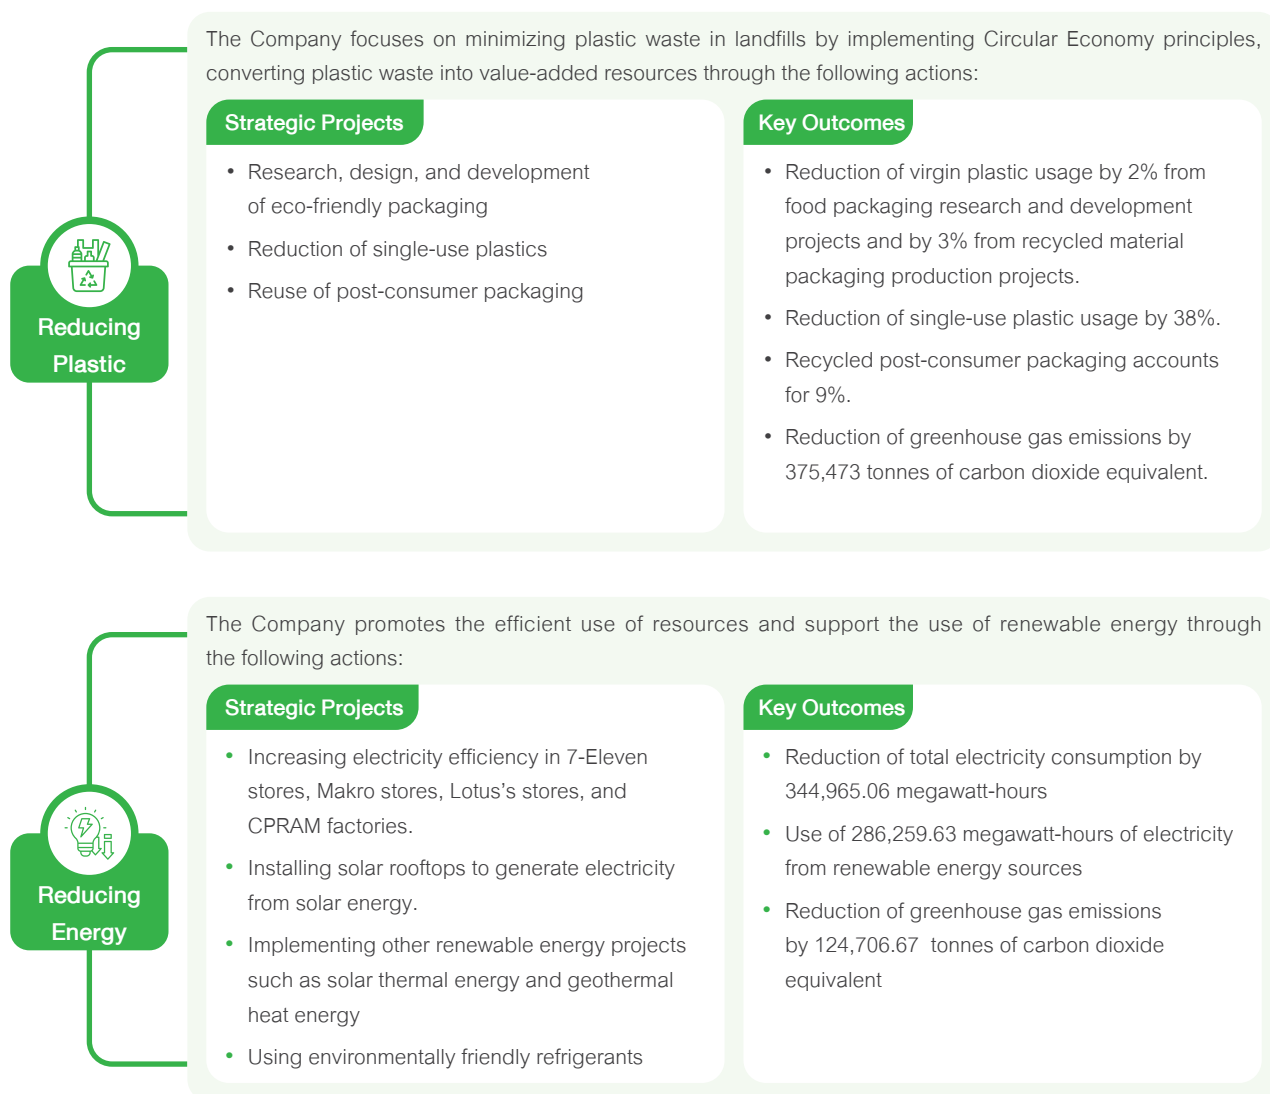 The Company focuses on minimizing plastic waste in landfills by implementing Circular Economy principles,
converting plastic waste into value-added resources through the following actions:
Reducing
Plastic
Strategic Projects
• Research, design, and development
of eco-friendly packaging
• Reduction of single-use plastics
• Reuse of post-consumer packaging
Key Outcomes
• Reduction of virgin plastic usage by 2% from
food packaging research and development
projects and by 3% from recycled material
packaging production projects.
• Reduction of single-use plastic usage by 38%.
• Recycled post-consumer packaging accounts
for 9%.
• Reduction of greenhouse gas emissions by
375,473 tonnes of carbon dioxide equivalent.
The Company promotes the efficient use of resources and support the use of renewable energy through
the following actions:
Reducing
Energy
Strategic Projects
• Increasing electricity efficiency in 7-Eleven
stores, Makro stores, Lotus's stores, and
CPRAM factories.
• Installing solar rooftops to generate electricity
from solar energy.
• Implementing other renewable energy projects
such as solar thermal energy and geothermal
heat energy
• Using environmentally friendly refrigerants
Key Outcomes
• Reduction of total electricity consumption by
344,965.06 megawatt-hours
• Use of 286,259.63 megawatt-hours of electricity
from renewable energy sources
• Reduction of greenhouse gas emissions
by 124,706.67 tonnes of carbon dioxide
equivalent